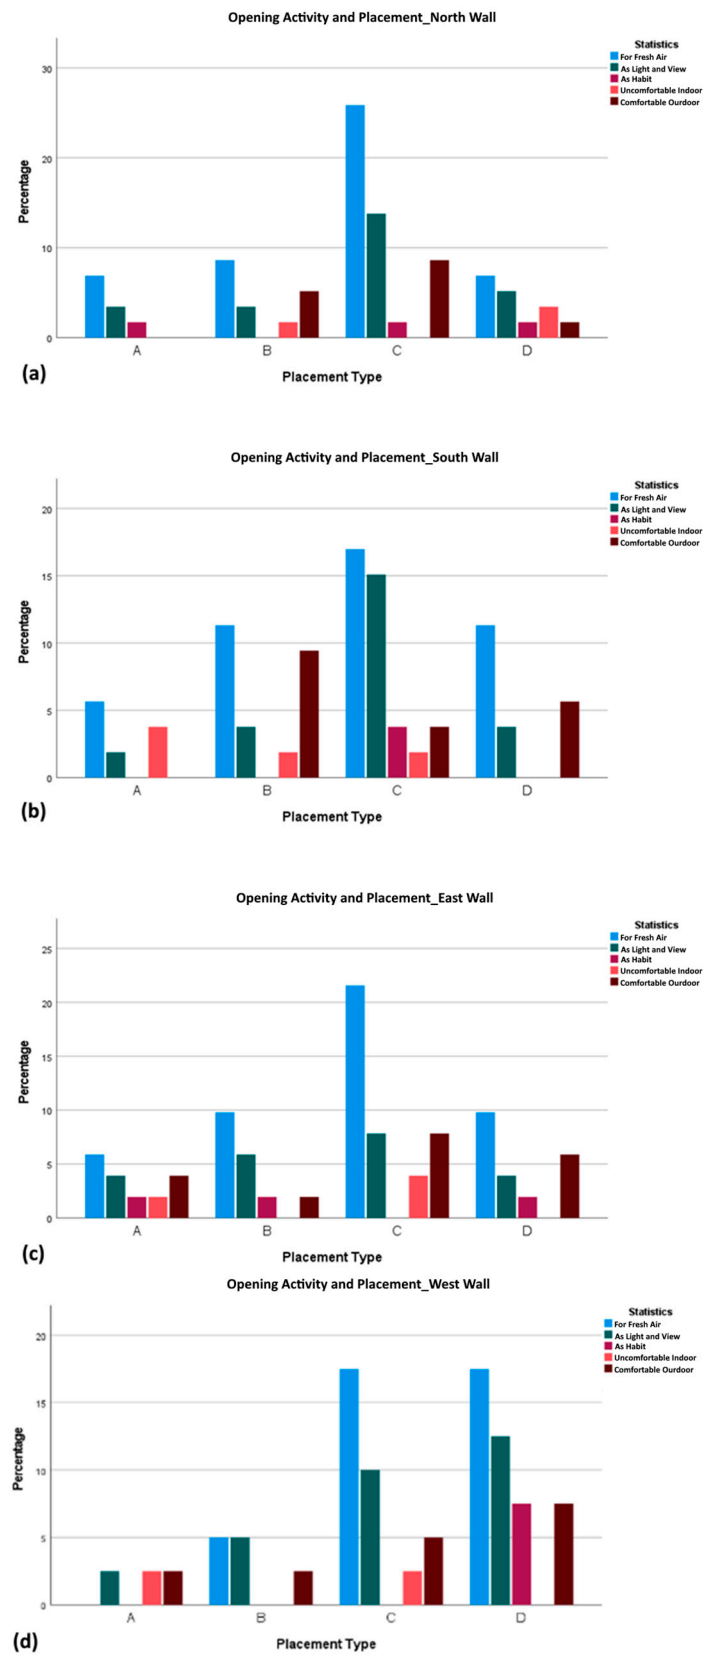 Opening Activity and Placement_North Wall
Statistics
For Fresh Air
As Light and View
As Habit
Uncomfortable Indoor
Comfortable Ourdoor
Percentage
30
20
10
0
A B C D
Placement Type
(a)
Opening Activity and Placement_South Wall
Statistics
For Fresh Air
As Light and View
As Habit
Uncomfortable Indoor
Comfortable Ourdoor
Percentage
20
15
10
5
0
A B C D
Placement Type
(b)
Opening Activity and Placement_East Wall
Statistics
For Fresh Air
As Light and View
As Habit
Uncomfortable Indoor
Comfortable Ourdoor
Percentage
25
20
15
10
5
0
A B C D
Placement Type
(c)
Opening Activity and Placement_West Wall
Statistics
For Fresh Air
As Light and View
As Habit
Uncomfortable Indoor
Comfortable Ourdoor
Percentage
20
15
10
5
0
A B C D
Placement Type
(d)